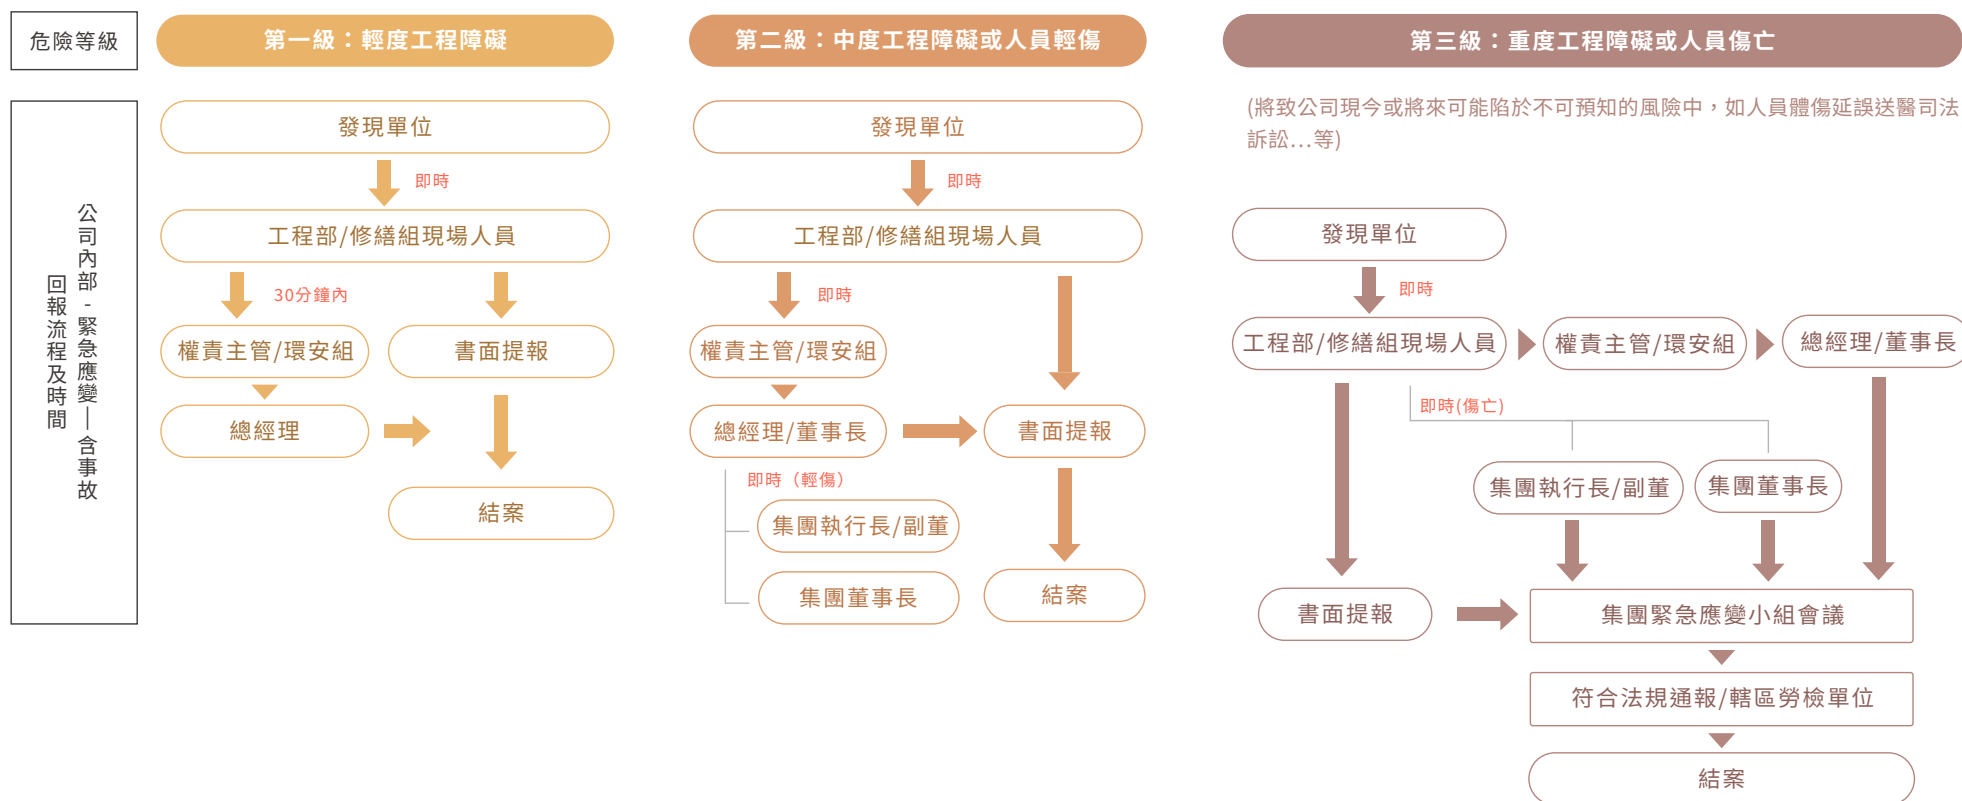 危險等級
第一級：輕度工程障礙
第二級：中度工程障礙或人員輕傷
第三級：重度工程障礙或人員傷亡
公司內部-緊急應變—含事故
回報流程及時間
發現單位
即時
工程部/修繕組現場人員
30分鐘內
權責主管/環安組
書面提報
總經理
結案
發現單位
即時
工程部/修繕組現場人員
即時
權責主管/環安組
總經理/董事長
書面提報
即時（輕傷）
集團執行長/副董
集團董事長
結案
(將致公司現今或將來可能陷於不可預知的風險中，如人員體傷延誤送醫司法
訴訟...等)
發現單位
即時
工程部/修繕組現場人員
權責主管/環安組
總經理/董事長
即時(傷亡)
集團執行長/副董
集團董事長
書面提報
集團緊急應變小組會議
符合法規通報/轄區勞檢單位
結案